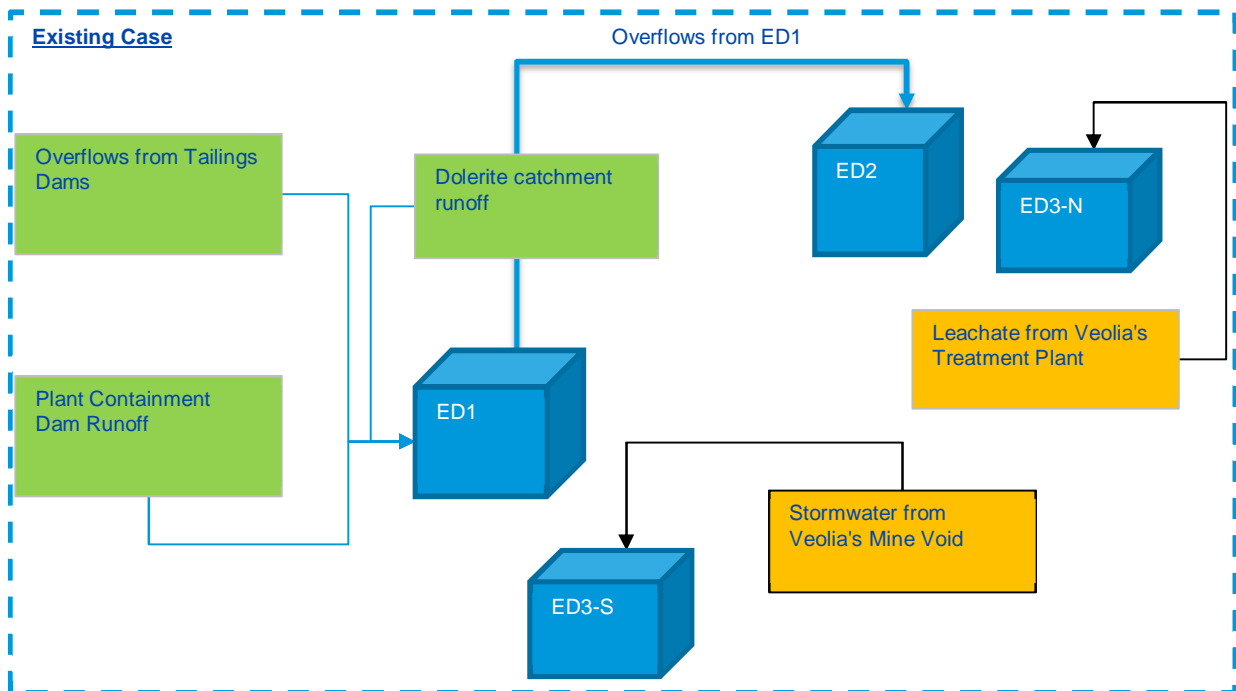 Existing Case
Overflows from ED1
Overflows from Tailings
Dams
Dolerite catchment
runoff
ED2
ED3-N
Leachate from Veolia's
Treatment Plant
Plant Containment
Dam Runoff
ED1
Stormwater from
Veolia's Mine Void
ED3-S